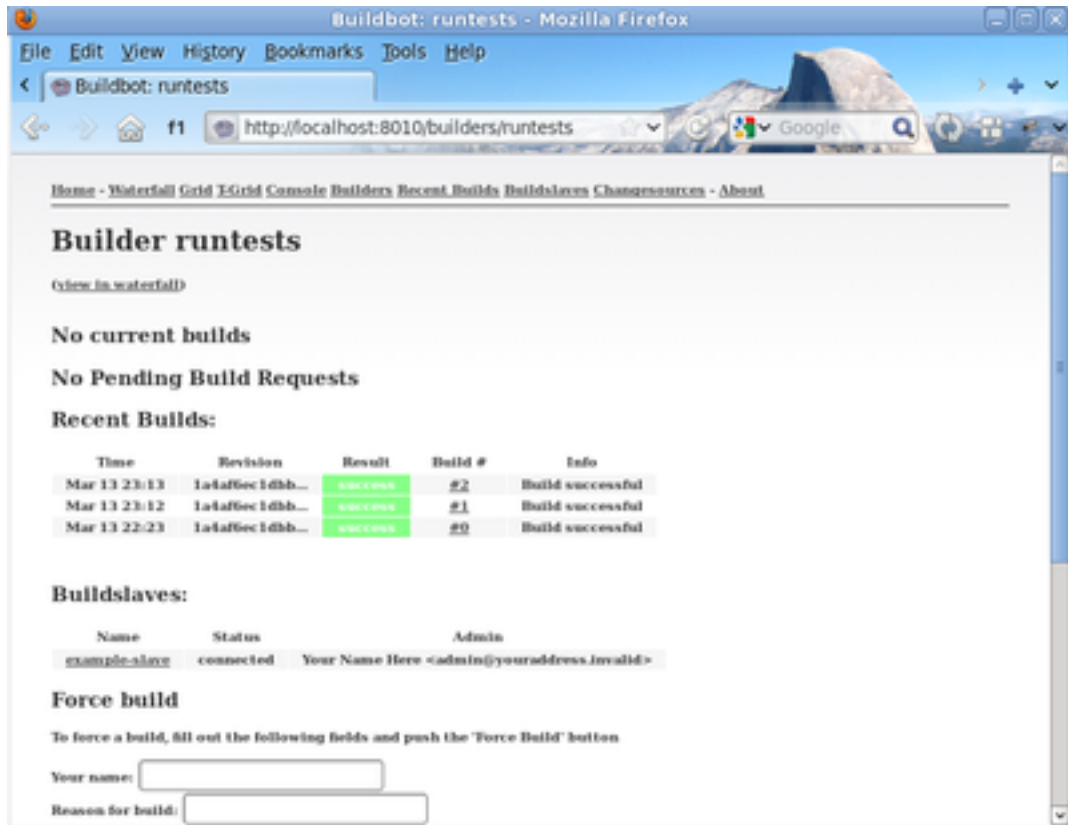 Buildbot: runtests - Mozilla Firefox
File Edit View History Bookmarks Tools Help
Buildbot: runtests
f1 http://localhost:8010/builders/runtests Google
Home - Waterfall Grid T-Grid Console Builders Recent Builds Buildslaves Changesources - About
Builder runtests
(view in waterfall)
No current builds
No Pending Build Requests
Recent Builds:
Time Revision Result Build # Info
Mar 13 23:13 1a4af6ec1dbb... success #2 Build successful
Mar 13 23:12 1a4af6ec1dbb... success #1 Build successful
Mar 13 22:23 1a4af6ec1dbb... success #0 Build successful
Buildslaves:
Name Status Admin
example-slave connected Your Name Here <admin@youraddress.invalid>
Force build
To force a build, fill out the following fields and push the 'Force Build' button
Your name:
Reason for build: